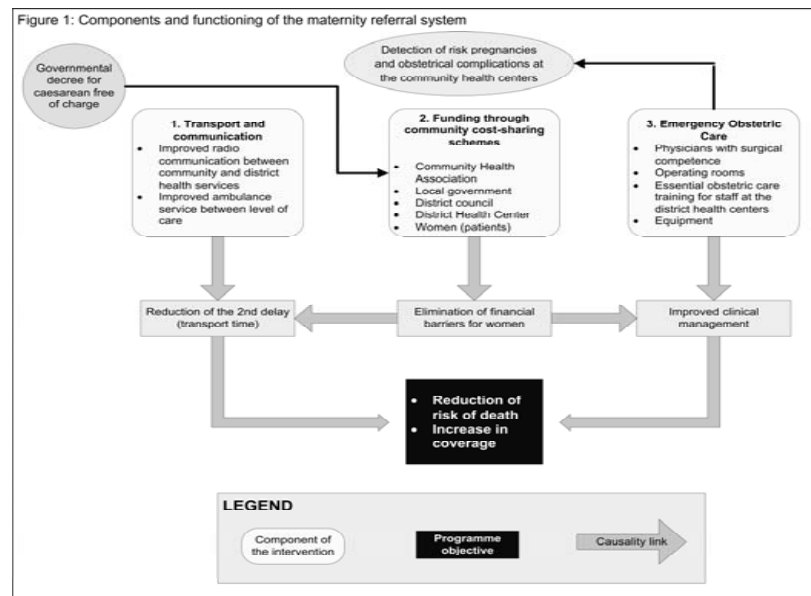 Figure 1: Components and functioning of the maternity referral system
Governmental
decree for
caesarean free
of charge
Detection of risk pregnancies
and obstetrical complications at
the community health centers
1. Transport and
communication
• Improved radio
communication between
community and district
health services
• Improved ambulance
service between level of
care
2. Funding through
community cost-sharing
schemes
• Community Health
Association
• Local government
• District council
• District Health Center
• Women (patients)
3. Emergency Obstetric
Care
• Physicians with surgical
competence
• Operating rooms
• Essential obstetric care
training for staff at the
district health centers
• Equipment
Reduction of the 2nd delay
(transport time)
Elimination of financial
barriers for women
Improved clinical
management
• Reduction of
risk of death
• Increase in
coverage
LEGEND
Component of
the intervention
Programme
objective
Causality link